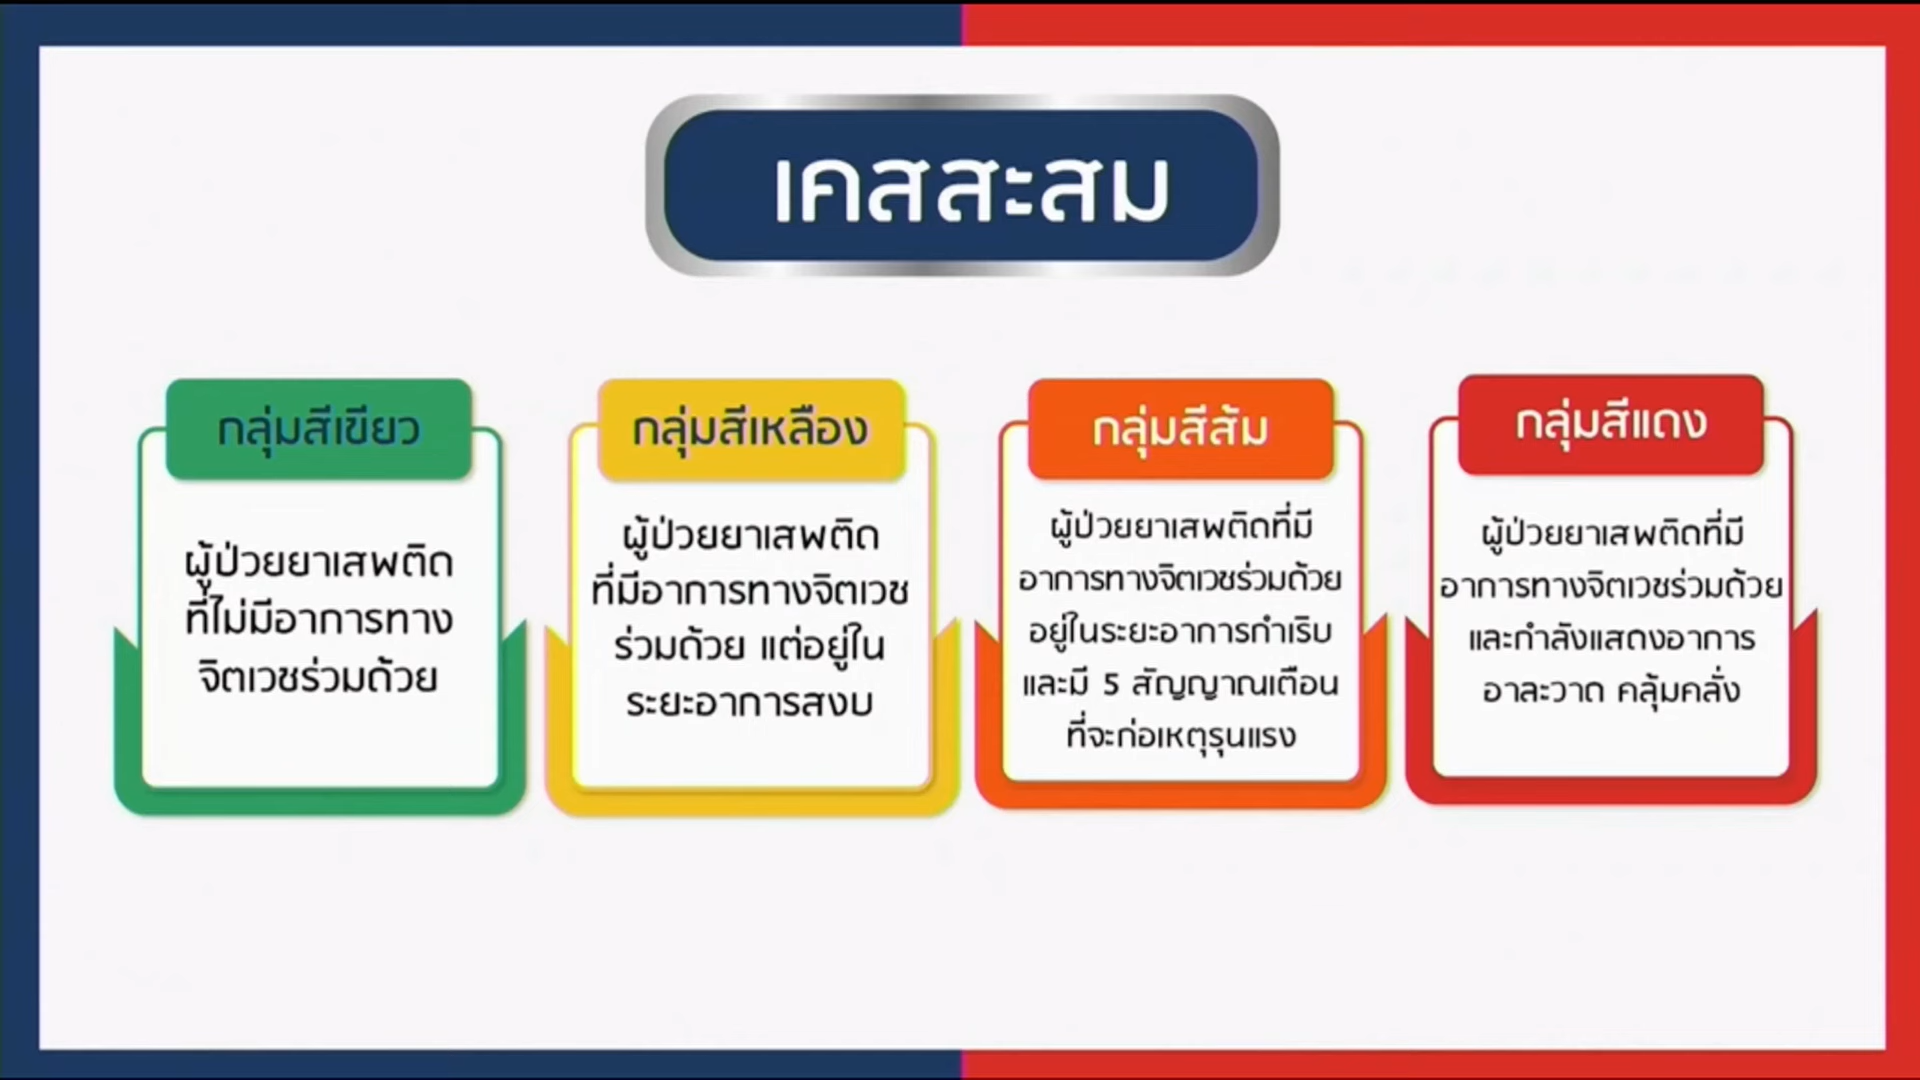 เคสสะสม
กลุ่มสีเขียว
ผู้ป่วยยาเสพติด
ที่ไม่มีอาการทาง
จิตเวชร่วมด้วย
กลุ่มสีเหลือง
ผู้ป่วยยาเสพติด
ที่มีอาการทางจิตเวช
ร่วมด้วย แต่อยู่ใน
ระยะอาการสงบ
กลุ่มสีส้ม
ผู้ป่วยยาเสพติดที่มี
อาการทางจิตเวชร่วมด้วย
อยู่ในระยะอาการกำเริบ
และมี 5 สัญญาณเตือน
ที่จะก่อเหตุรุนแรง
กลุ่มสีแดง
ผู้ป่วยยาเสพติดที่มี
อาการทางจิตเวชร่วมด้วย
และกำลังแสดงอาการ
อาละวาด คลุ้มคลั่ง